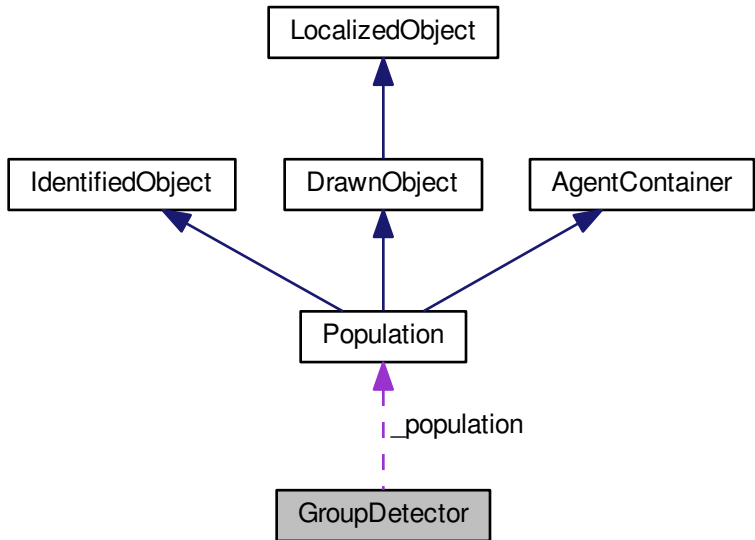 LocalizedObject
IdentifiedObject
DrawnObject
AgentContainer
Population
_population
GroupDetector